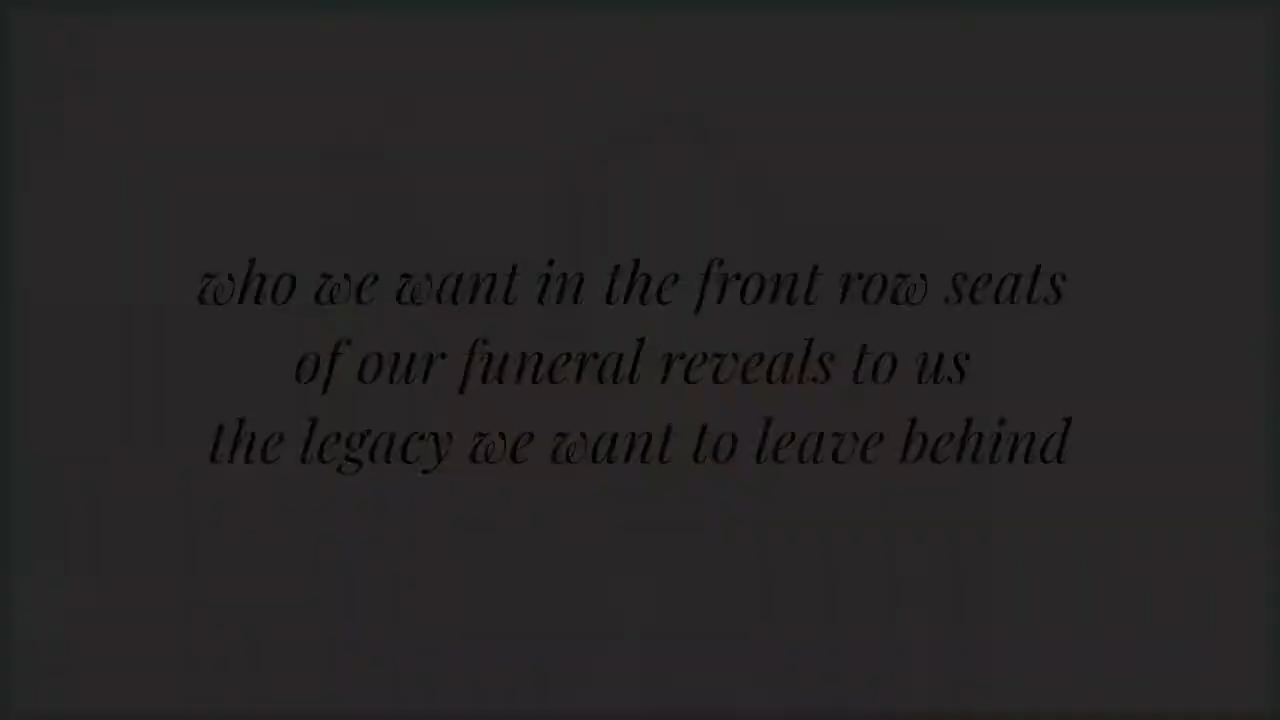 who we want in the front row seats
of our funeral reveals to us
the legacy we want to leave behind